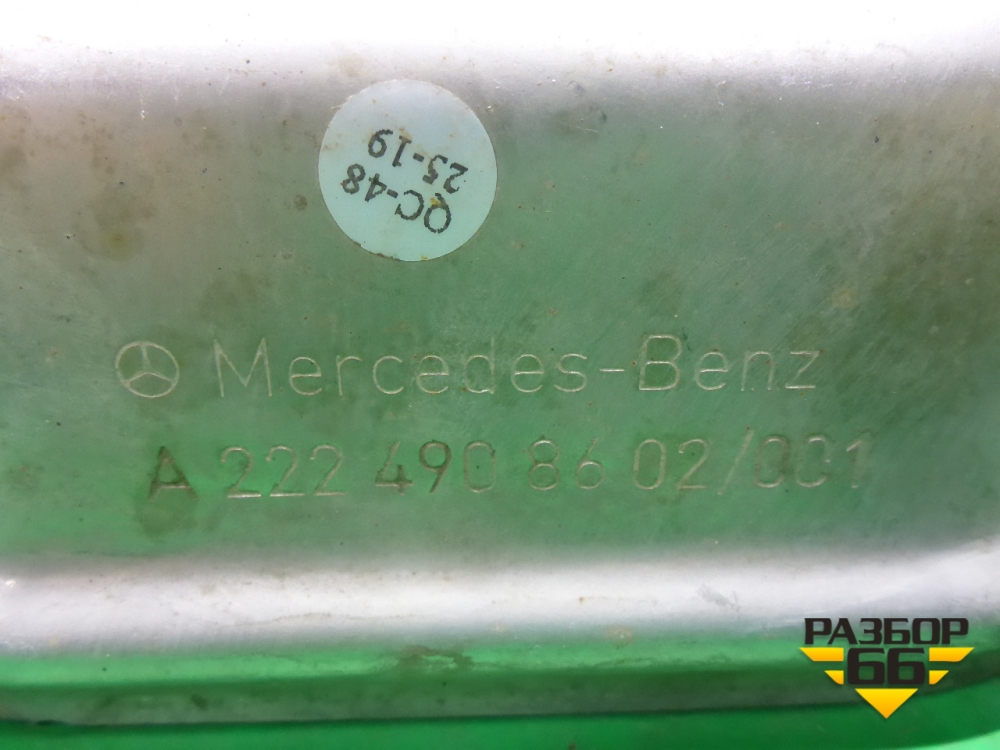 QC-48
25-19
Mercedes-Benz
A 222 490 86 02/001
РАЗБОР
66